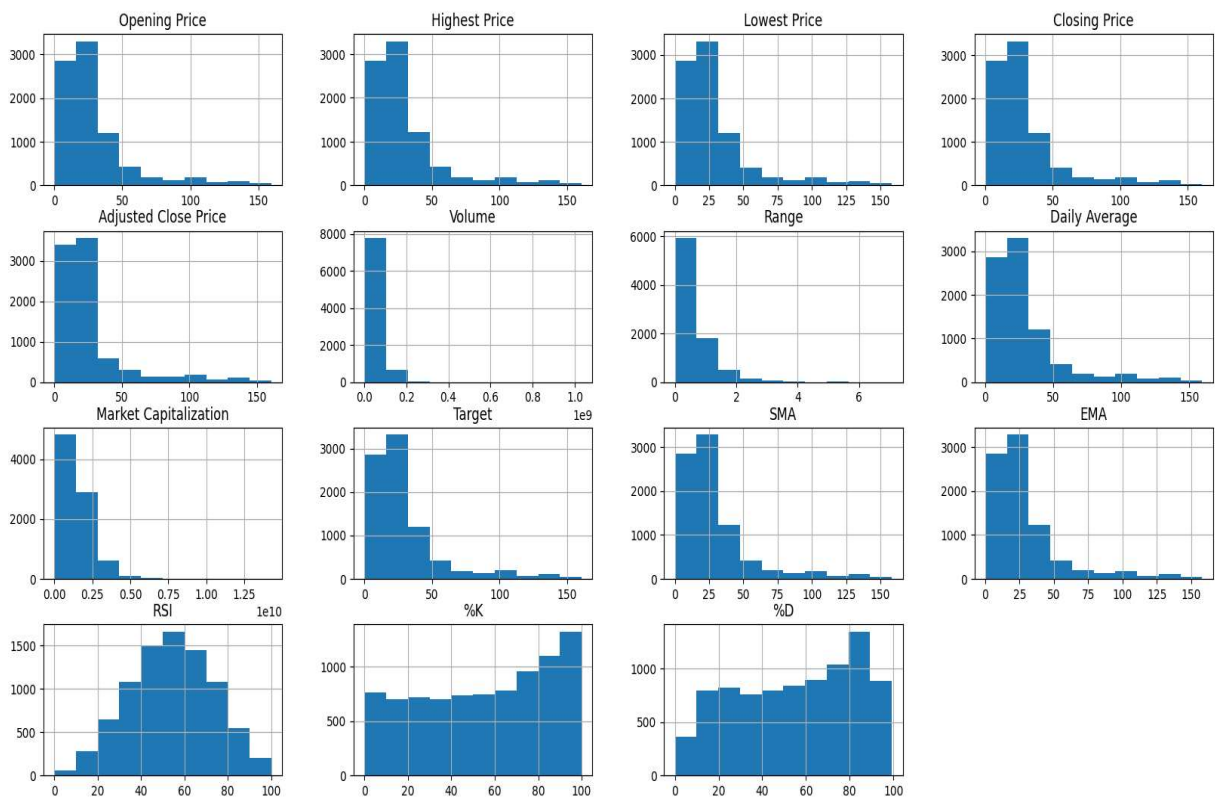 Opening Price Highest Price Lowest Price Closing Price
3000 3000 3000 3000
2000 2000 2000 2000
1000 1000 1000 1000
0 0 0 0
0 50 100 150 0 50 100 150 0 25 50 75 100 125 150 0 50 100 150
Adjusted Close Price Volume Range Daily Average
3000 8000 6000 3000
2000 6000 4000 2000
1000 4000 2000 1000
0 2000 0 0
0
0 50 100 150 0.0 0.2 0.4 0.6 0.8 1.0 0 2 4 6 0 25 50 75 100 125 150
1e9
Market Capitalization Target SMA EMA
4000 3000 3000 3000
2000 2000 2000 2000
0 1000 1000 1000
0 0 0
0.0 0.25 0.50 0.75 1.00 1.25 0 50 100 150 0 25 50 75 100 125 150 0 25 50 75 100 125 150
1e10
RSI %K %D
1500 1000 1000
1000 500 500
500 0 0
0
0 20 40 60 80 100 0 20 40 60 80 100 0 20 40 60 80 100